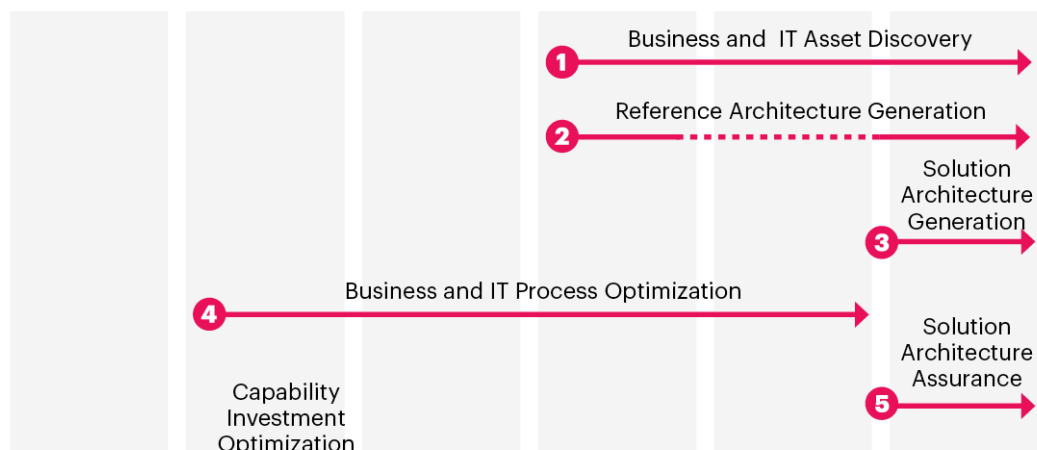 Business and IT Asset Discovery
1
Reference Architecture Generation
2
Solution
Architecture
Generation
3
Business and IT Process Optimization
4
Solution
Architecture
Assurance
5
Capability
Investment
Optimization